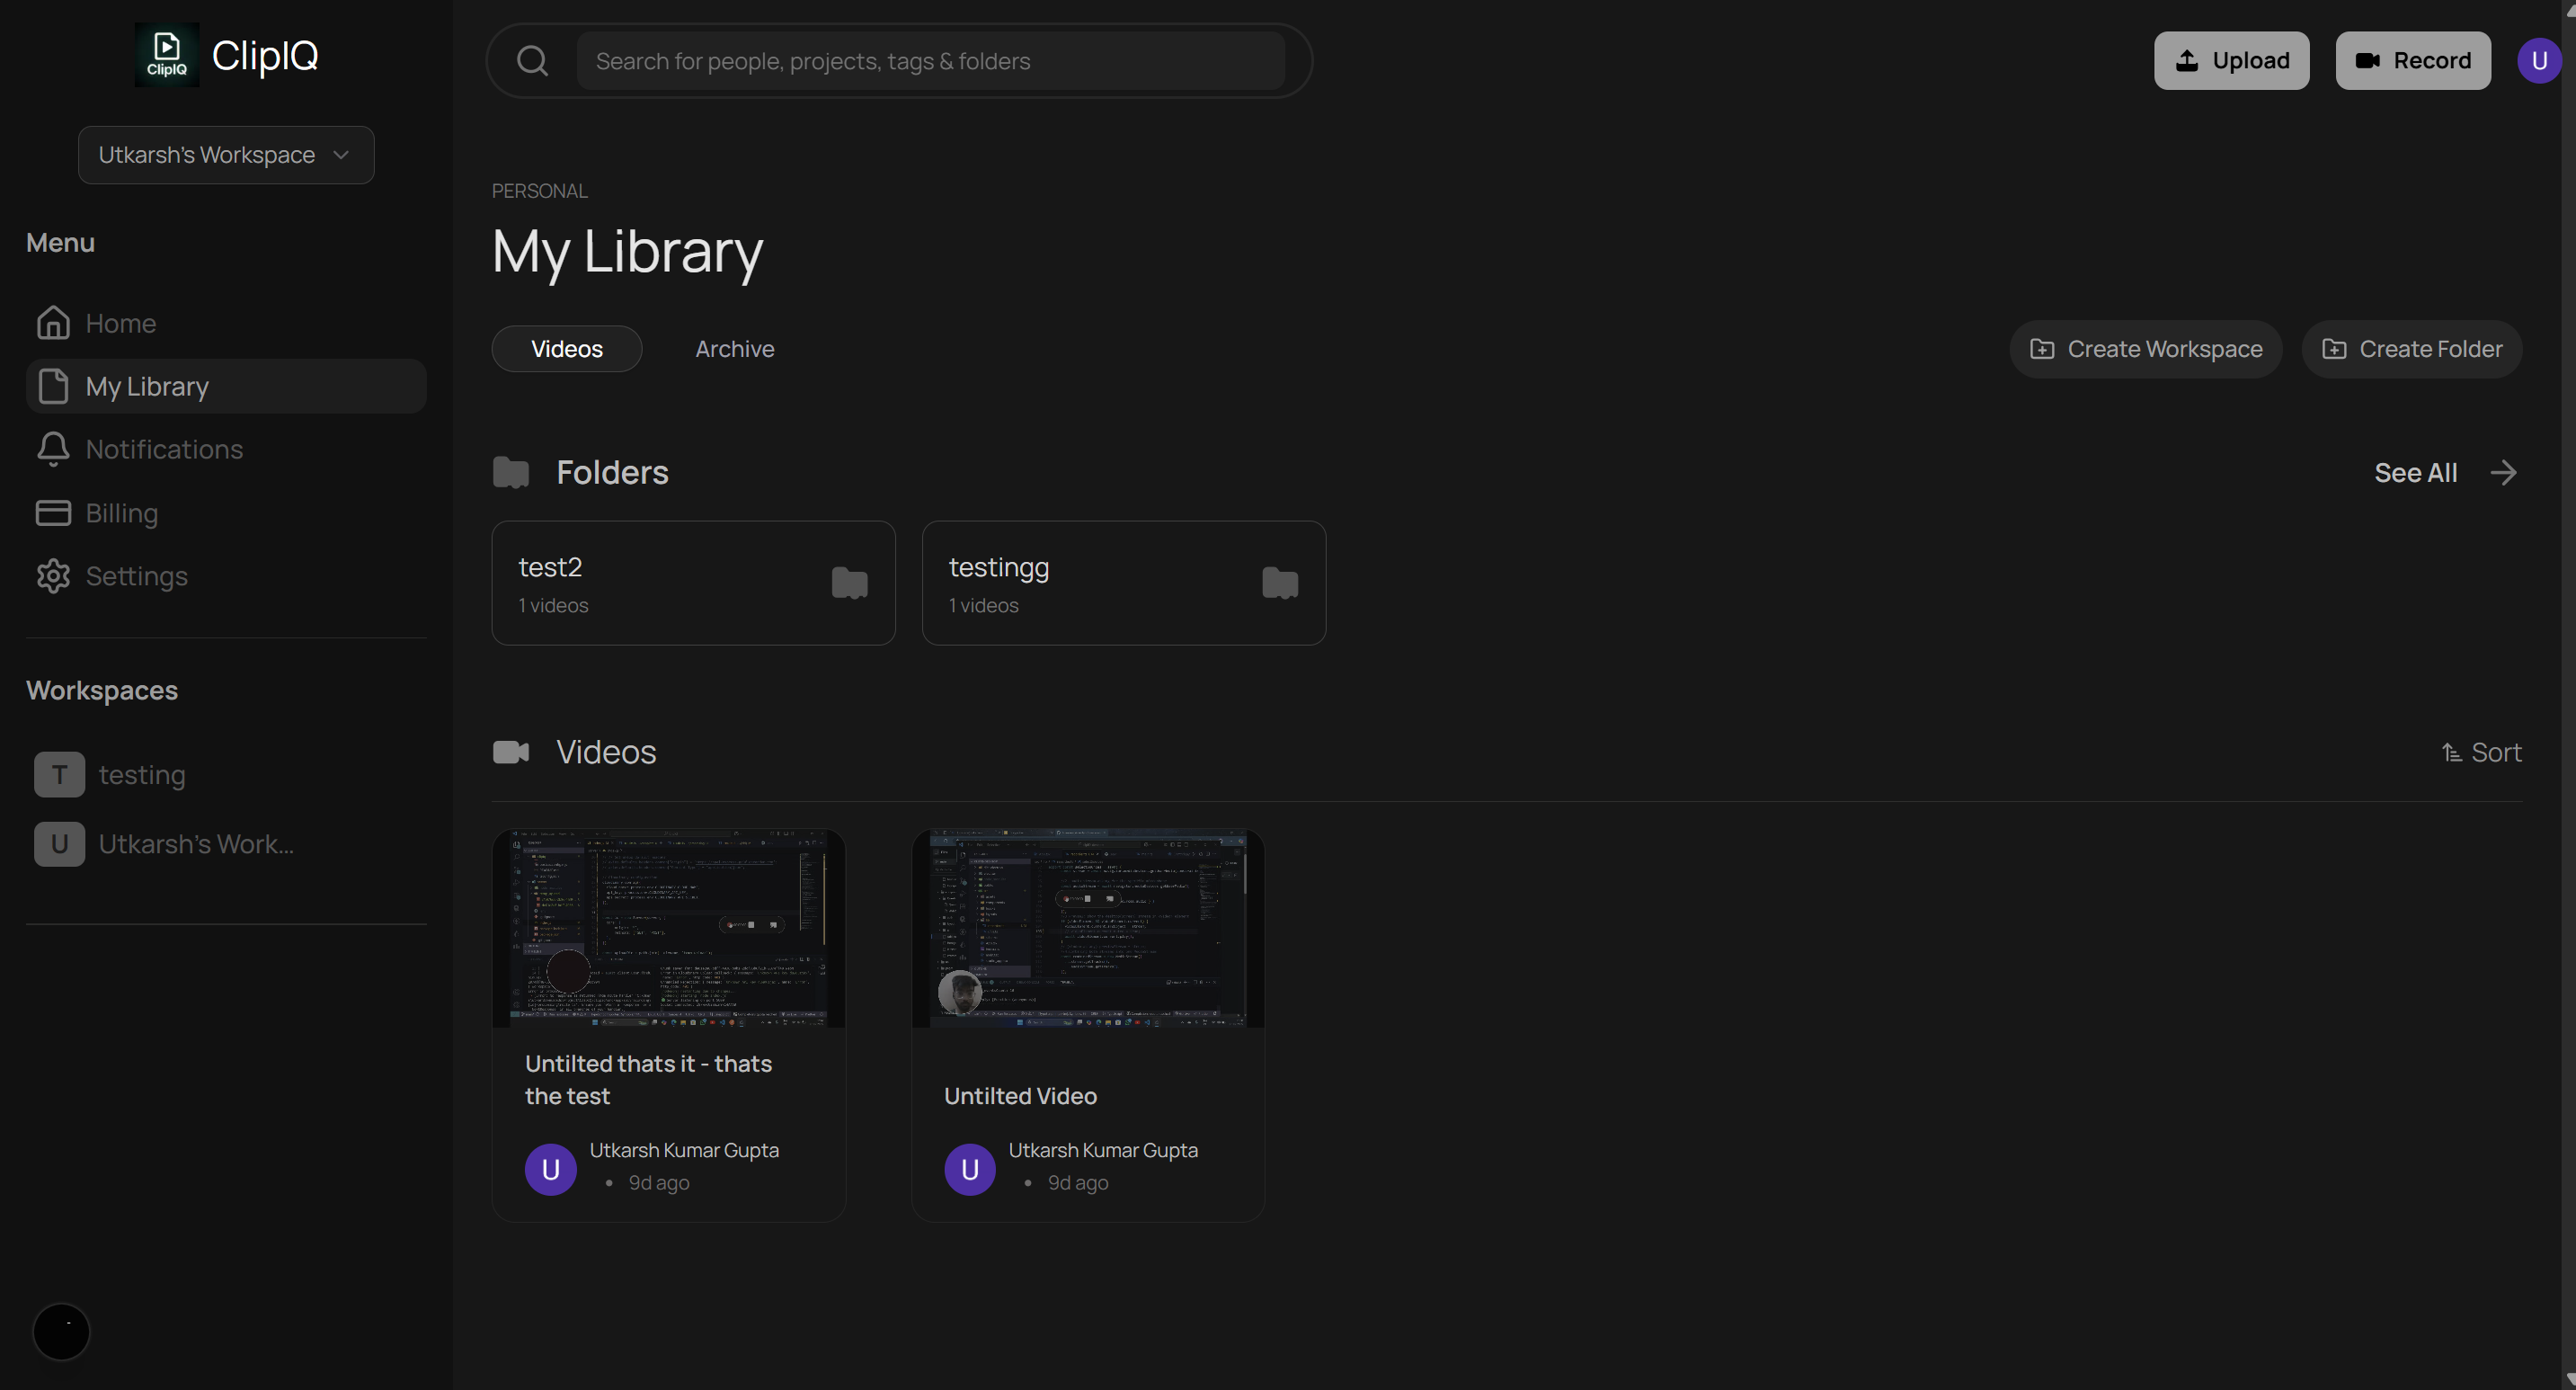 ClipIQ
ClipIQ
Search for people, projects, tags & folders
Upload
Record
U
Utkarsh's Workspace
Menu
Home
My Library
Notifications
Billing
Settings
Workspaces
T testing
U Utkarsh's Work...
PERSONAL
My Library
Videos
Archive
Create Workspace
Create Folder
Folders
See All
test2
1 videos
testingg
1 videos
Videos
Sort
Untilted thats it - thats
the test
U
Utkarsh Kumar Gupta
• 9d ago
Untilted Video
U
Utkarsh Kumar Gupta
• 9d ago